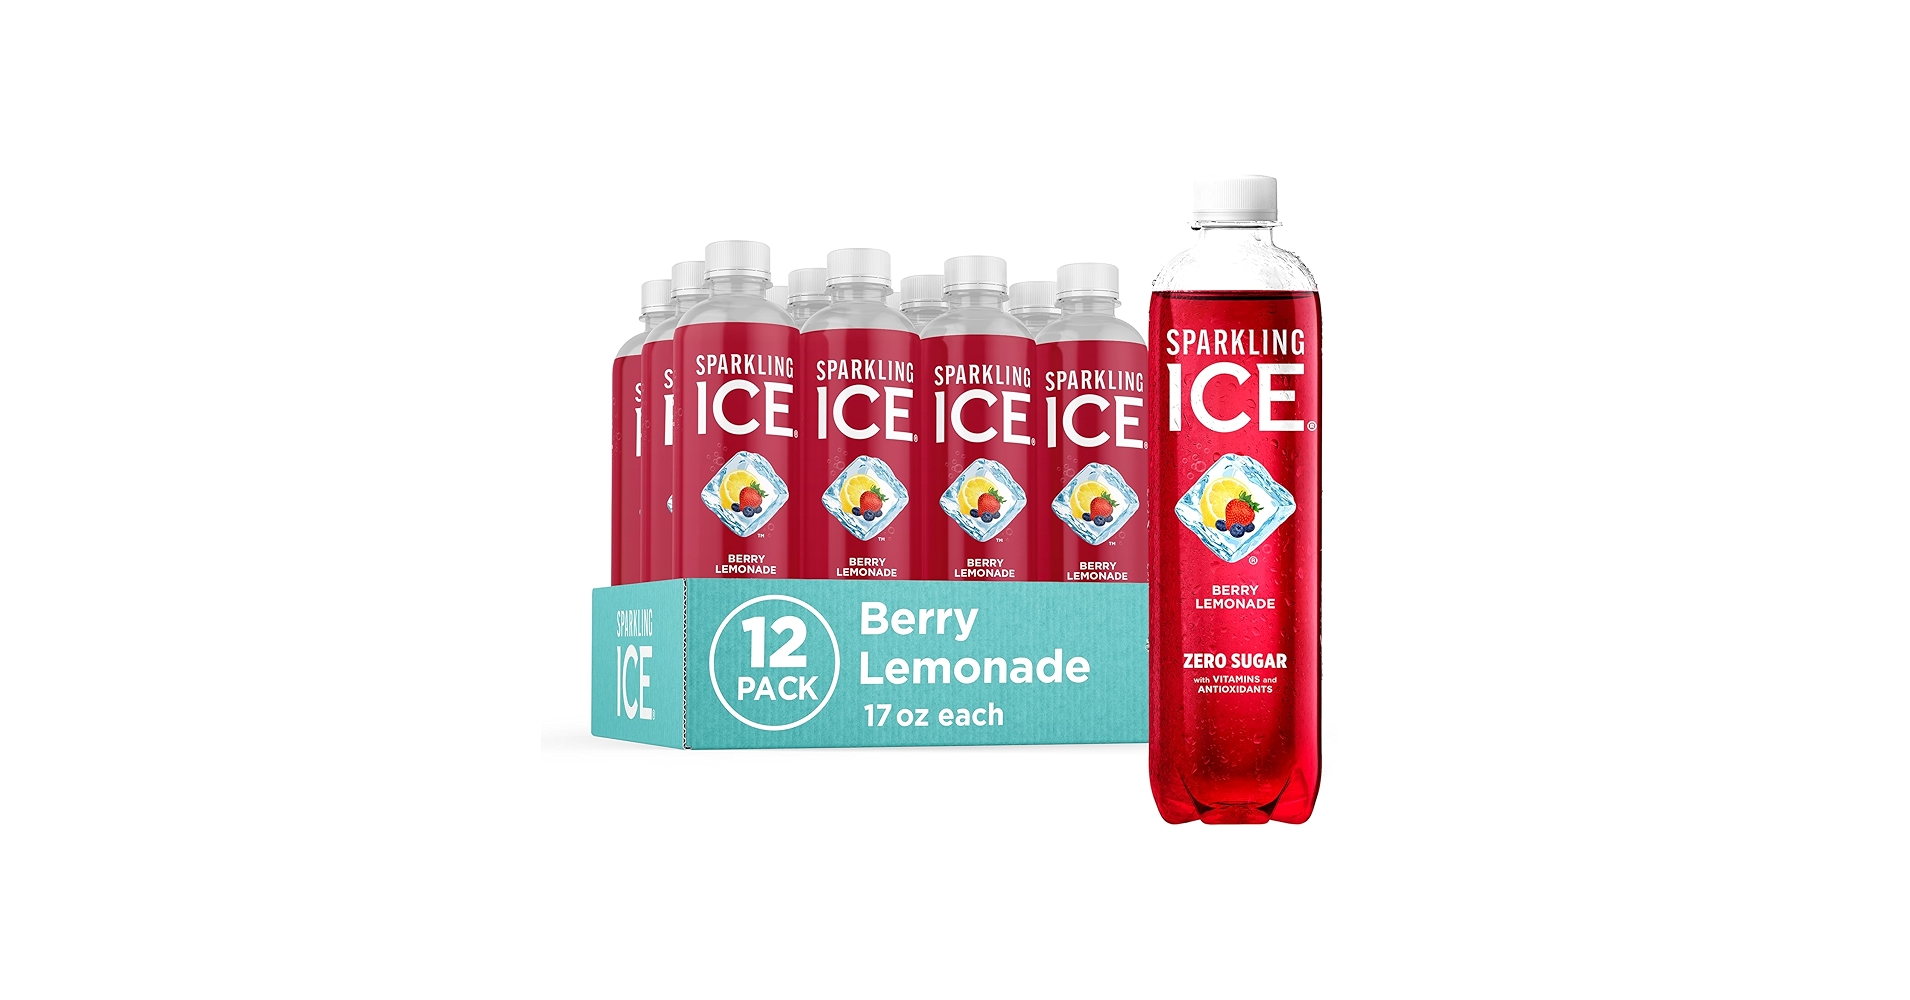 SPARKLING
ICE
BERRY
LEMONADE
SPARKLING
ICE
BERRY
LEMONADE
SPARKLING
ICE
BERRY
LEMONADE
SPARKLING
ICE
BERRY
LEMONADE
SPARKLING
ICE
12
PACK
Berry
Lemonade
17 oz each
SPARKLING
ICE®
®
BERRY
LEMONADE
ZERO SUGAR
with VITAMINS and
ANTIOXIDANTS